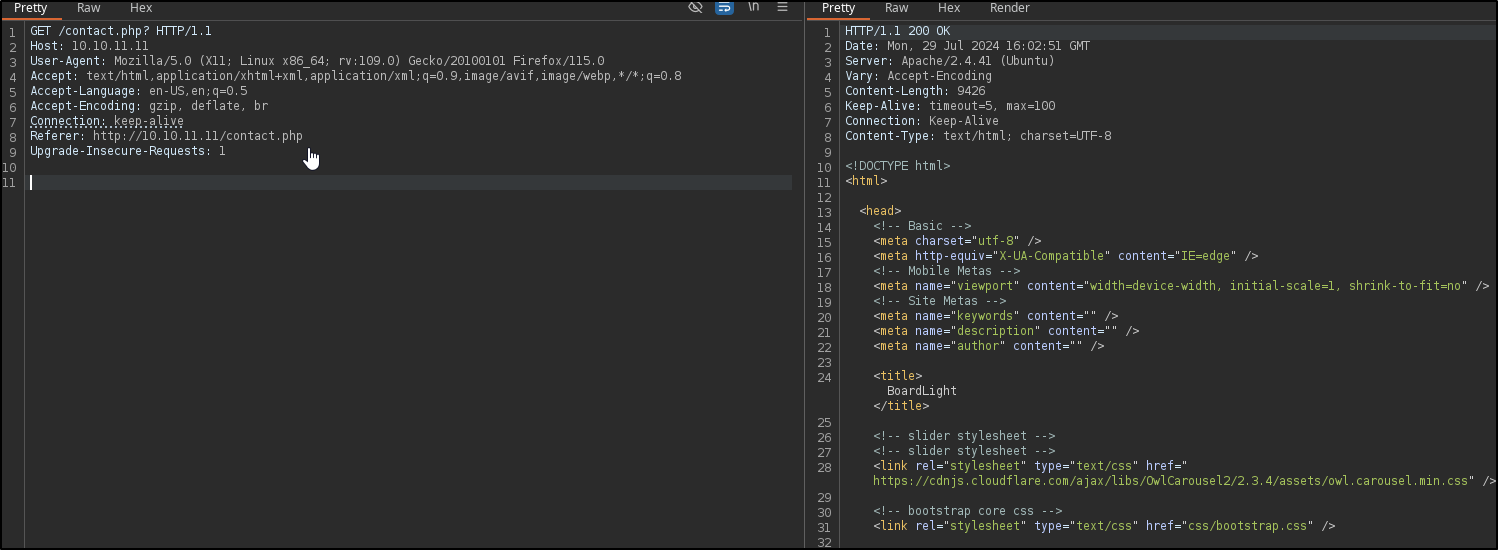 Pretty Raw Hex \n
1 GET /contact.php? HTTP/1.1
2 Host: 10.10.11.11
3 User-Agent: Mozilla/5.0 (X11; Linux x86_64; rv:109.0) Gecko/20100101 Firefox/115.0
4 Accept: text/html,application/xhtml+xml,application/xml;q=0.9,image/avif,image/webp,*/*;q=0.8
5 Accept-Language: en-US,en;q=0.5
6 Accept-Encoding: gzip, deflate, br
7 Connection: keep-alive
8 Referer: http://10.10.11.11/contact.php
9 Upgrade-Insecure-Requests: 1
10
11
Pretty Raw Hex Render
1 HTTP/1.1 200 OK
2 Date: Mon, 29 Jul 2024 16:02:51 GMT
3 Server: Apache/2.4.41 (Ubuntu)
4 Vary: Accept-Encoding
5 Content-Length: 9426
6 Keep-Alive: timeout=5, max=100
7 Connection: Keep-Alive
8 Content-Type: text/html; charset=UTF-8
9
10 <!DOCTYPE html>
11 <html>
12
13 <head>
14 <!-- Basic -->
15 <meta charset="utf-8" />
16 <meta http-equiv="X-UA-Compatible" content="IE=edge" />
17 <!-- Mobile Metas -->
18 <meta name="viewport" content="width=device-width, initial-scale=1, shrink-to-fit=no" />
19 <!-- Site Metas -->
20 <meta name="keywords" content="" />
21 <meta name="description" content="" />
22 <meta name="author" content="" />
23
24 <title>
BoardLight
</title>
25
26 <!-- slider stylesheet -->
27 <!-- slider stylesheet -->
28 <link rel="stylesheet" type="text/css" href="
https://cdnjs.cloudflare.com/ajax/libs/OwlCarousel2/2.3.4/assets/owl.carousel.min.css" />
29
30 <!-- bootstrap core css -->
31 <link rel="stylesheet" type="text/css" href="css/bootstrap.css" />
32